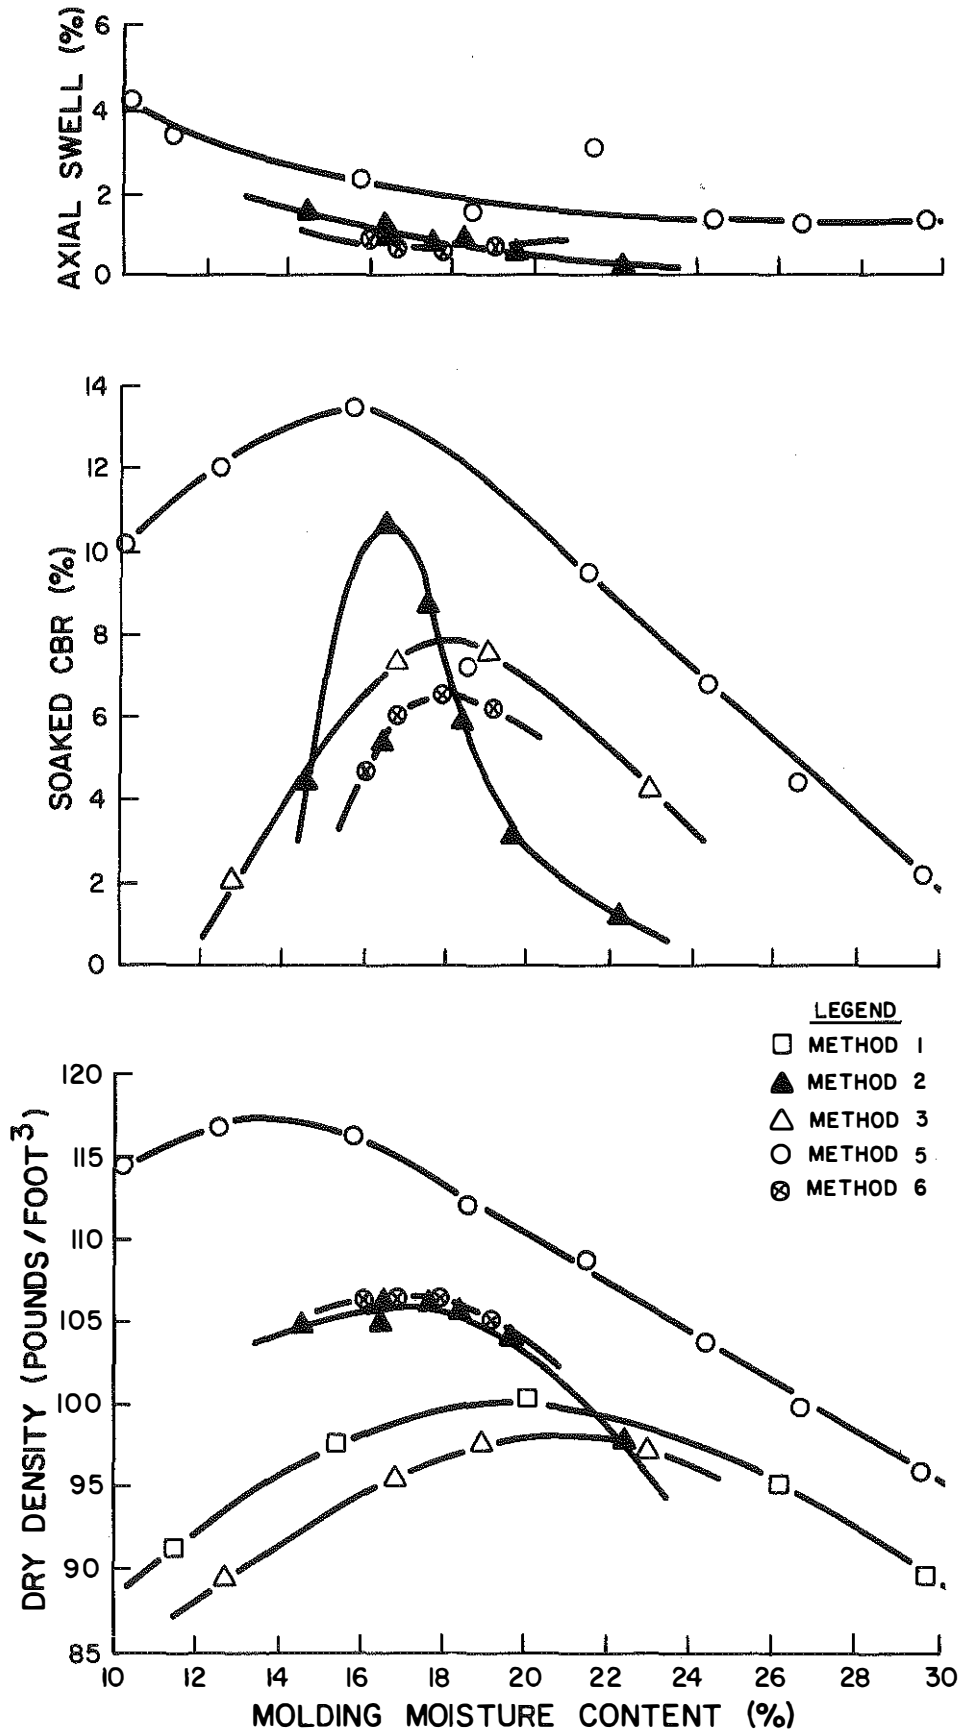 AXIAL SWELL (%)
6
4
2
0
SOAKED CBR (%)
14
12
10
8
6
4
2
0
LEGEND
METHOD 1
METHOD 2
METHOD 3
METHOD 5
METHOD 6
DRY DENSITY (POUNDS/FOOT³)
120
115
110
105
100
95
90
85
10 12 14 16 18 20 22 24 26 28 30
MOLDING MOISTURE CONTENT (%)